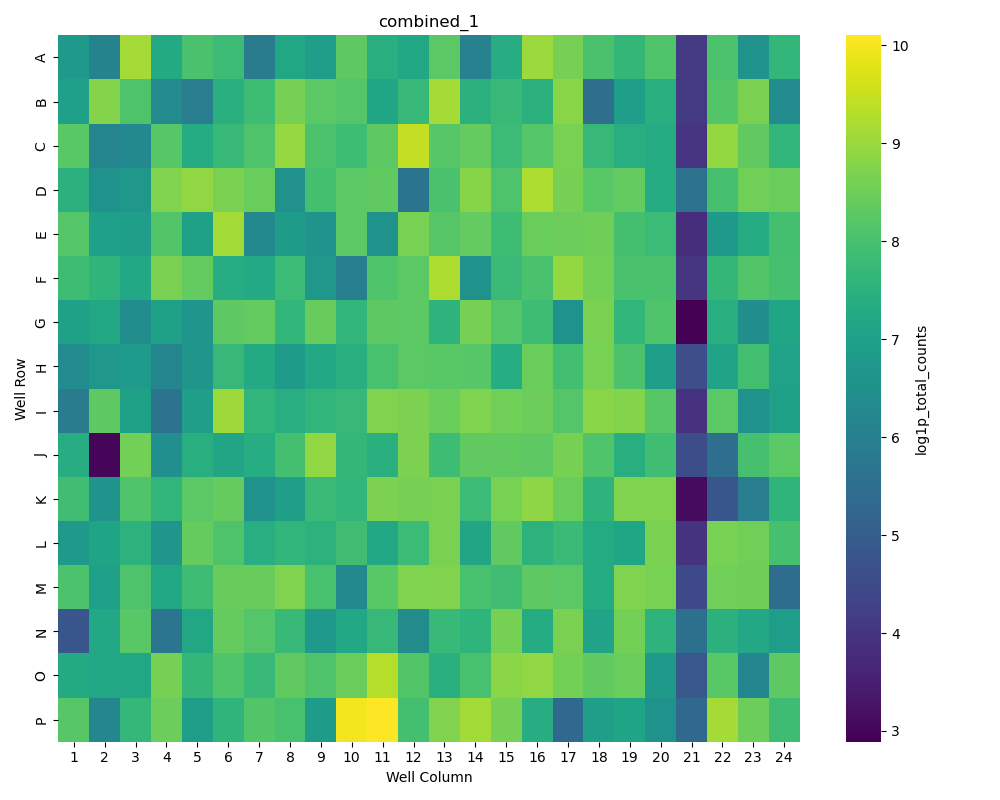 combined_1
Well Row
A
B
C
D
E
F
G
H
I
J
K
L
M
N
O
P
1 2 3 4 5 6 7 8 9 10 11 12 13 14 15 16 17 18 19 20 21 22 23 24
Well Column
10
9
8
7
6
5
4
3
log1p_total_counts